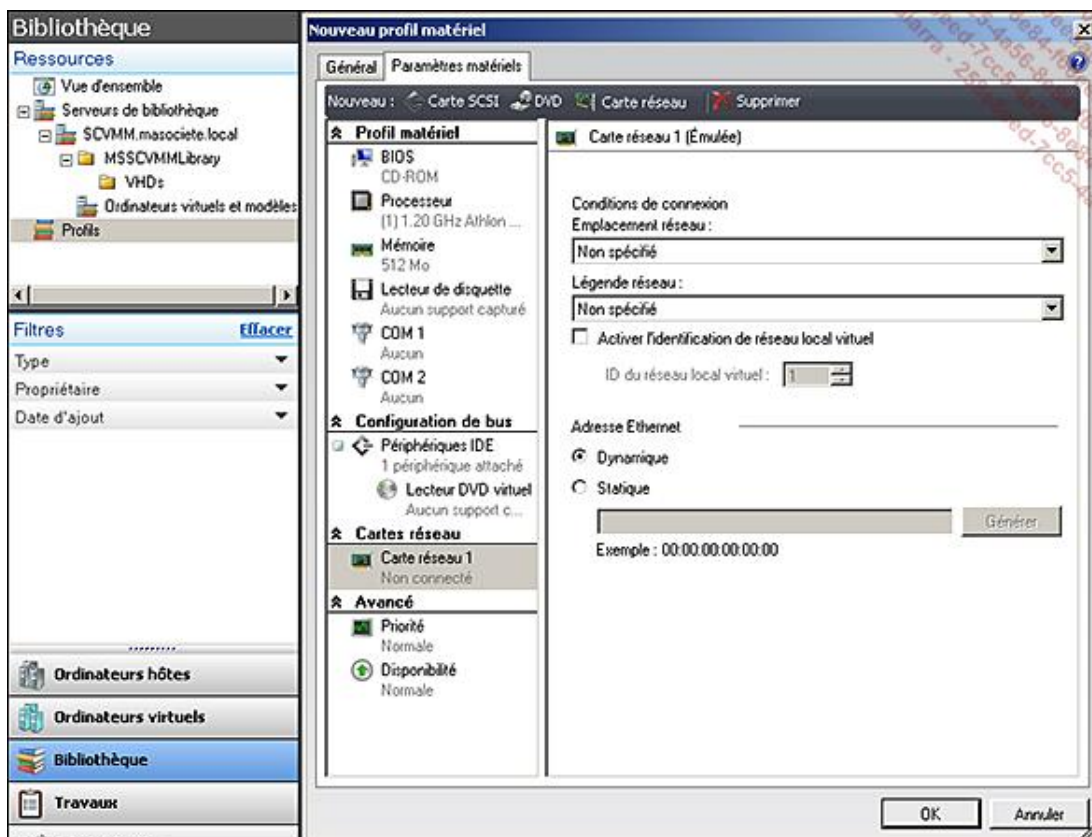 Bibliothèque
Ressources
Vue d'ensemble
Serveurs de bibliothèque
SCVMM.masociete.local
MSSCVMMLibrary
VHDs
Ordinateurs virtuels et modèles
Profils
Filtres Effacer
Type
Propriétaire
Date d'ajout
Ordinateurs hôtes
Ordinateurs virtuels
Bibliothèque
Travaux
Nouveau profil matériel
Général Paramètres matériels
Nouveau : Carte SCSI DVD Carte réseau Supprimer
Profil matériel
BIOS
CD-ROM
Processeur
(1) 1.20 GHz Athlon ...
Mémoire
512 Mo
Lecteur de disquette
Aucun support capturé
COM 1
Aucun
COM 2
Aucun
Configuration de bus
Périphériques IDE
1 périphérique attaché
Lecteur DVD virtuel
Aucun support c...
Cartes réseau
Carte réseau 1
Non connecté
Avancé
Priorité
Normale
Disponibilité
Normale
Carte réseau 1 (Émulée)
Conditions de connexion
Emplacement réseau :
Non spécifié
Légende réseau :
Non spécifié
Activer l'identification de réseau local virtuel
ID du réseau local virtuel : 1
Adresse Ethernet
Dynamique
Statique
Générer
Exemple : 00:00:00:00:00:00
OK Annuler